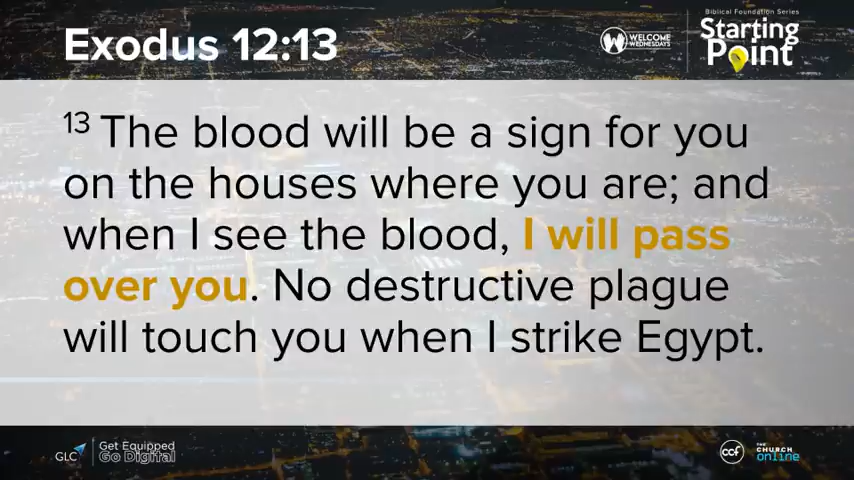 Exodus 12:13
WELCOME
WEDNESDAYS
Biblical Foundation Series
Starting
Point
13 The blood will be a sign for you
on the houses where you are; and
when I see the blood, I will pass
over you. No destructive plague
will touch you when I strike Egypt.
GLC
Get Equipped
Go Digital
ccf
THE
CHURCH
online